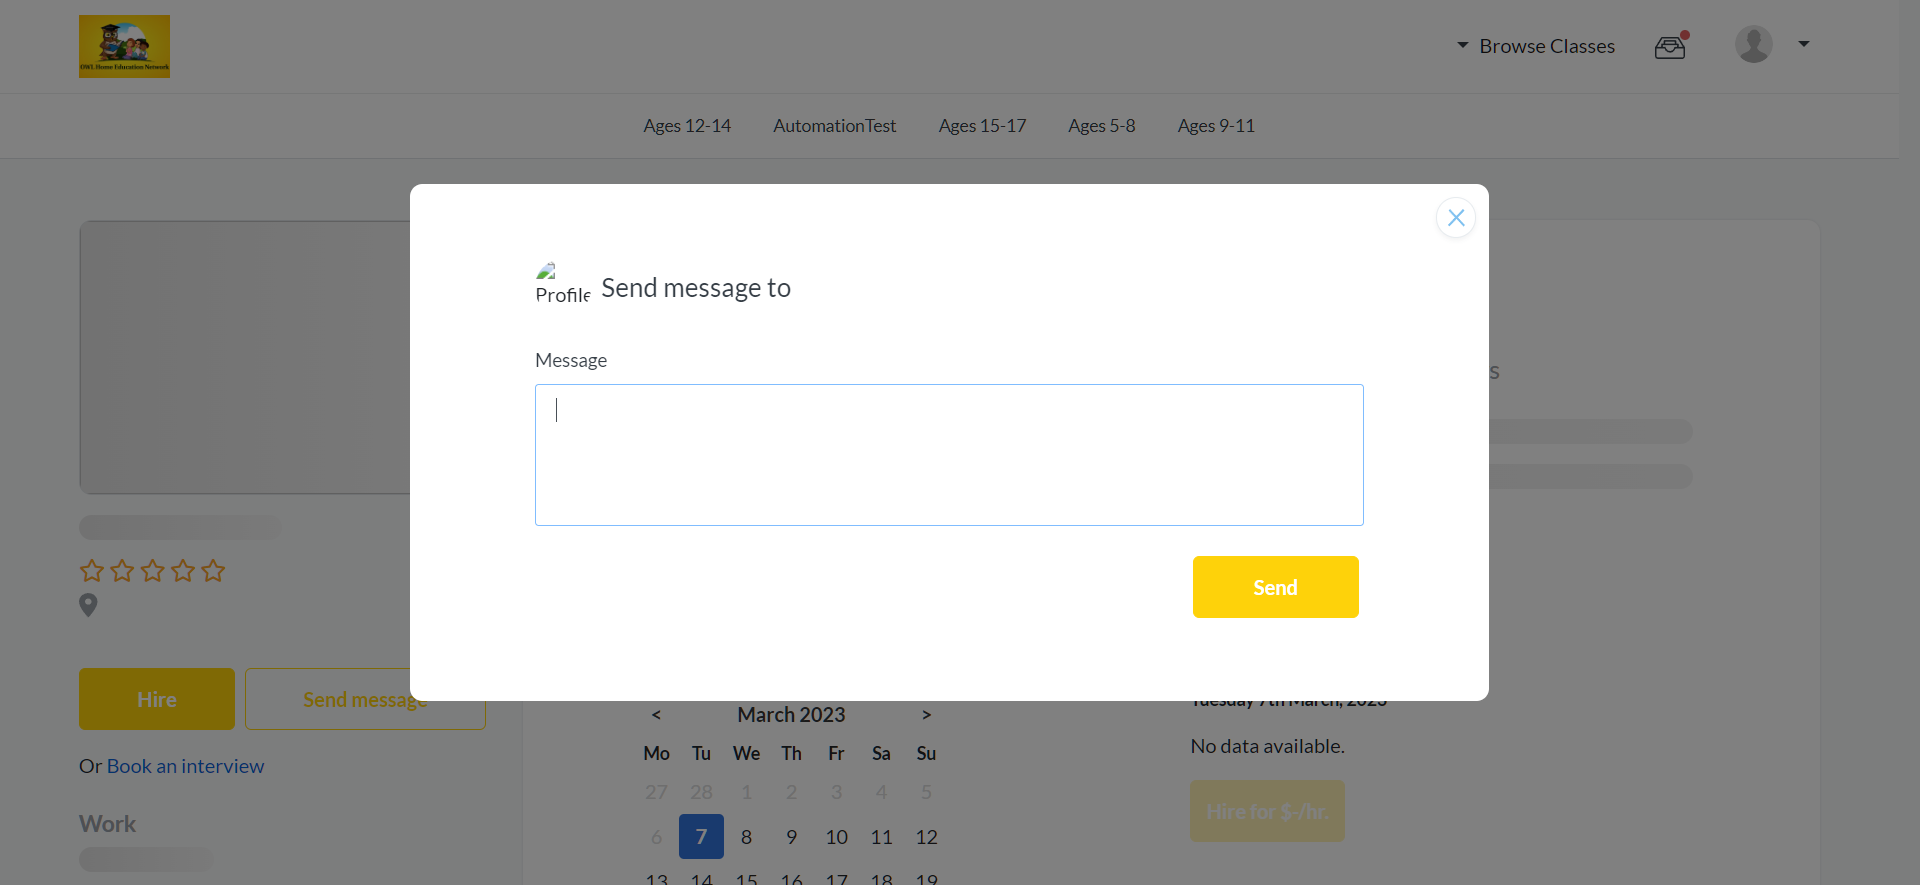 OWL Home Education Network
Browse Classes
Ages 12-14
AutomationTest
Ages 15-17
Ages 5-8
Ages 9-11
Profile
Send message to
Message
Send
Hire
Send message
Or Book an interview
Work
s
< March 2023 >
Mo Tu We Th Fr Sa Su
27 28 1 2 3 4 5
6 7 8 9 10 11 12
13 14 15 16 17 18 19
Tuesday 7th March, 2023
No data available.
Hire for $-/hr.